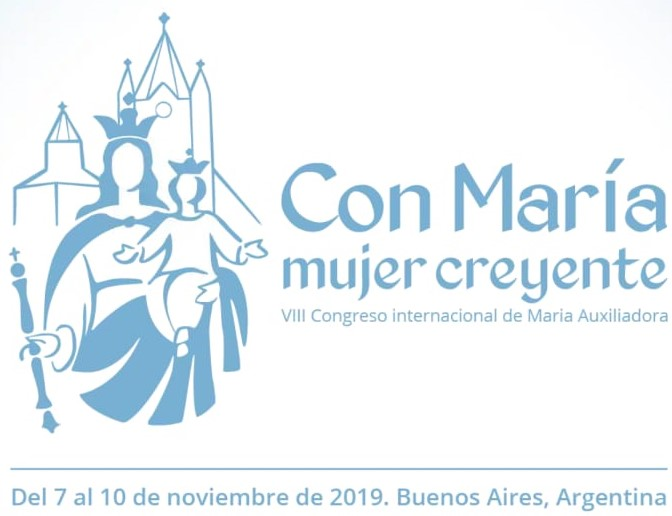 Con María
mujer creyente
VIII Congreso internacional de Maria Auxiliadora
Del 7 al 10 de noviembre de 2019. Buenos Aires, Argentina